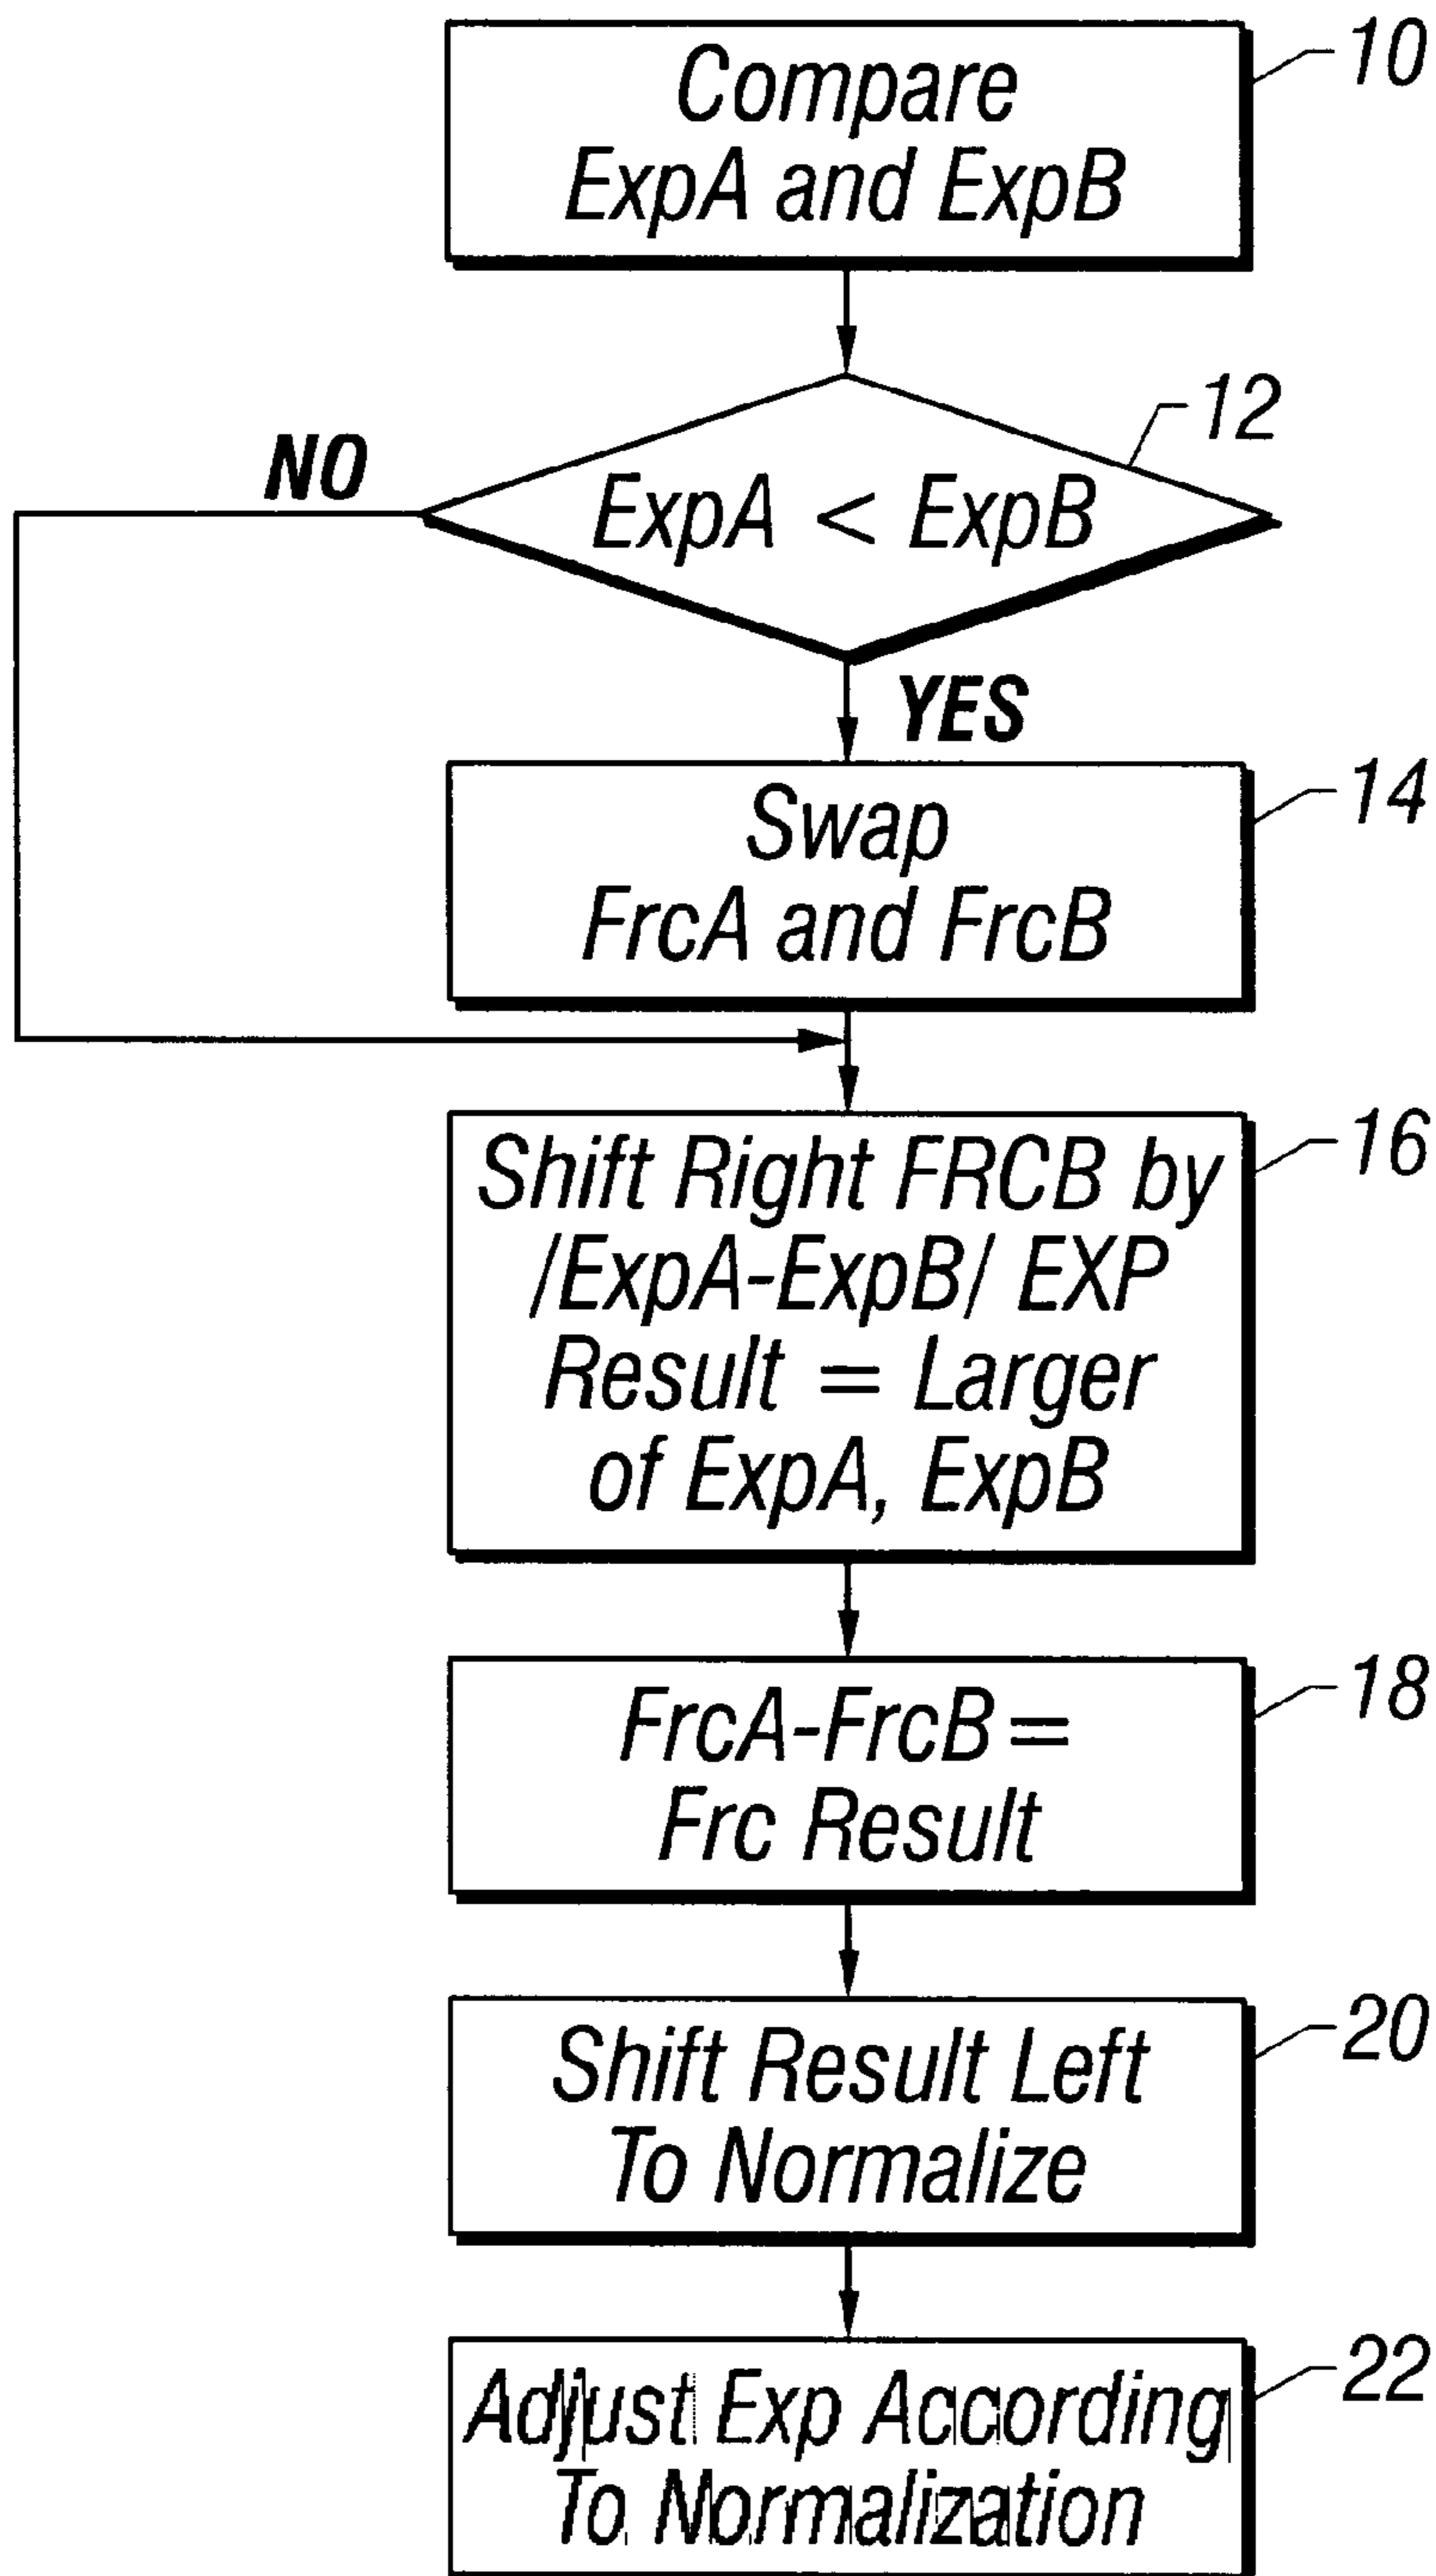 Compare
ExpA and ExpB
10
12
NO
ExpA < ExpB
YES
Swap
FrcA and FrcB
14
Shift Right FRCB by
/ExpA-ExpB/ EXP
Result = Larger
of ExpA, ExpB
16
FrcA-FrcB=
Frc Result
18
Shift Result Left
To Normalize
20
Adjust Exp According
To Normalization
22